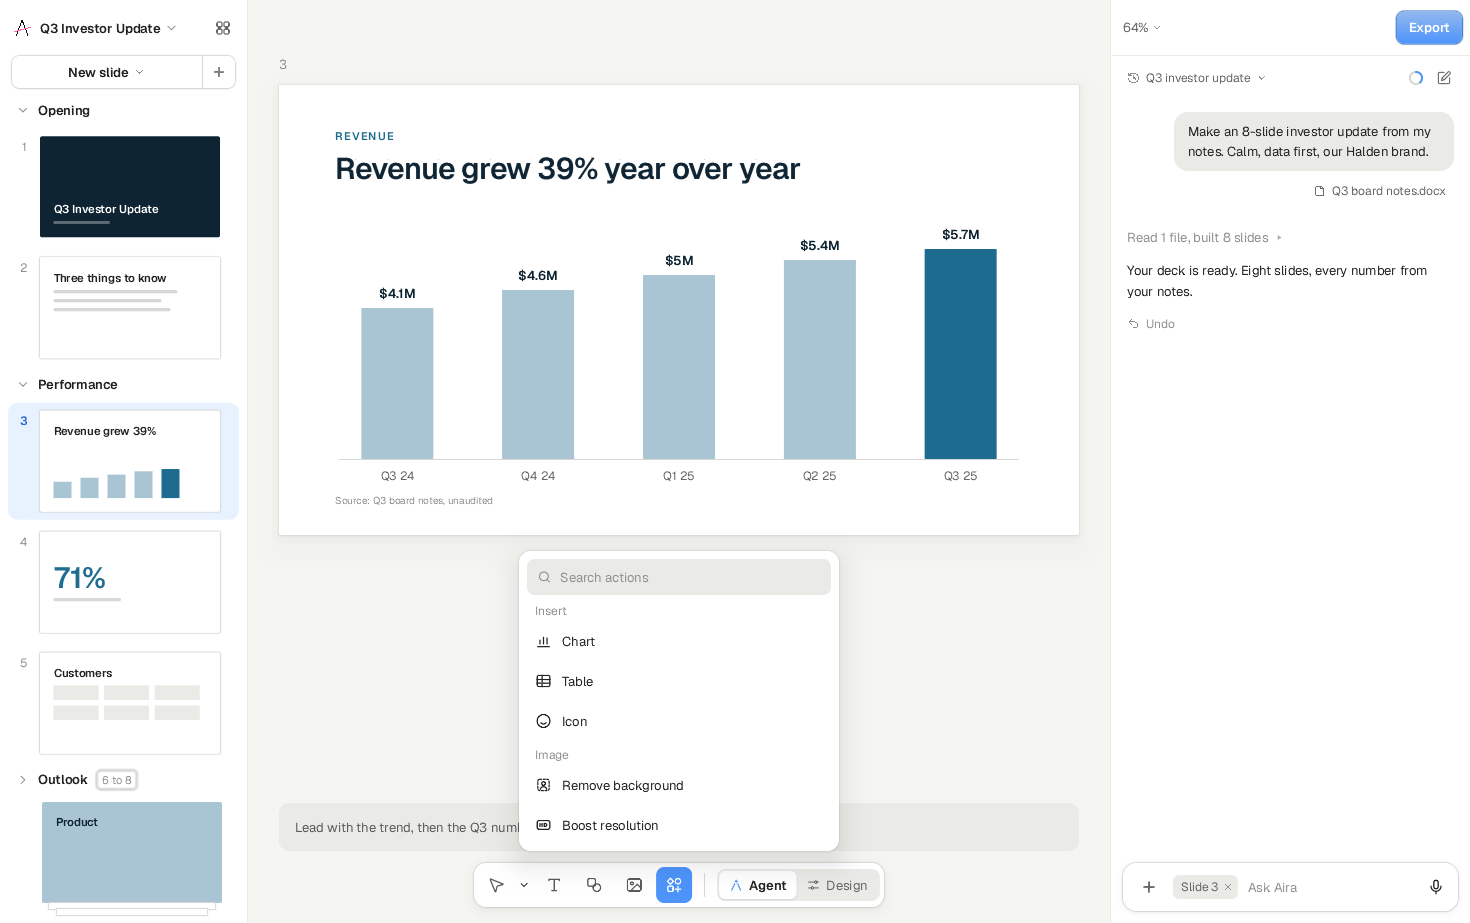 Q3 Investor Update
New slide
Opening
1
Q3 Investor Update
2
Three things to know
Performance
3
Revenue grew 39%
4
71%
5
Customers
Outlook 6 to 8
Product
3
REVENUE
Revenue grew 39% year over year
$4.1M
$4.6M
$5M
$5.4M
$5.7M
Q3 24
Q4 24
Q1 25
Q2 25
Q3 25
Source: Q3 board notes, unaudited
Search actions
Insert
Chart
Table
Icon
Image
Remove background
HD
Boost resolution
Lead with the trend, then the Q3
Agent
Design
64%
Export
Q3 investor update
Make an 8-slide investor update from my
notes. Calm, data first, our Halden brand.
Q3 board notes.docx
Read 1 file, built 8 slides
Your deck is ready. Eight slides, every number from
your notes.
Undo
Slide 3
Ask Aira